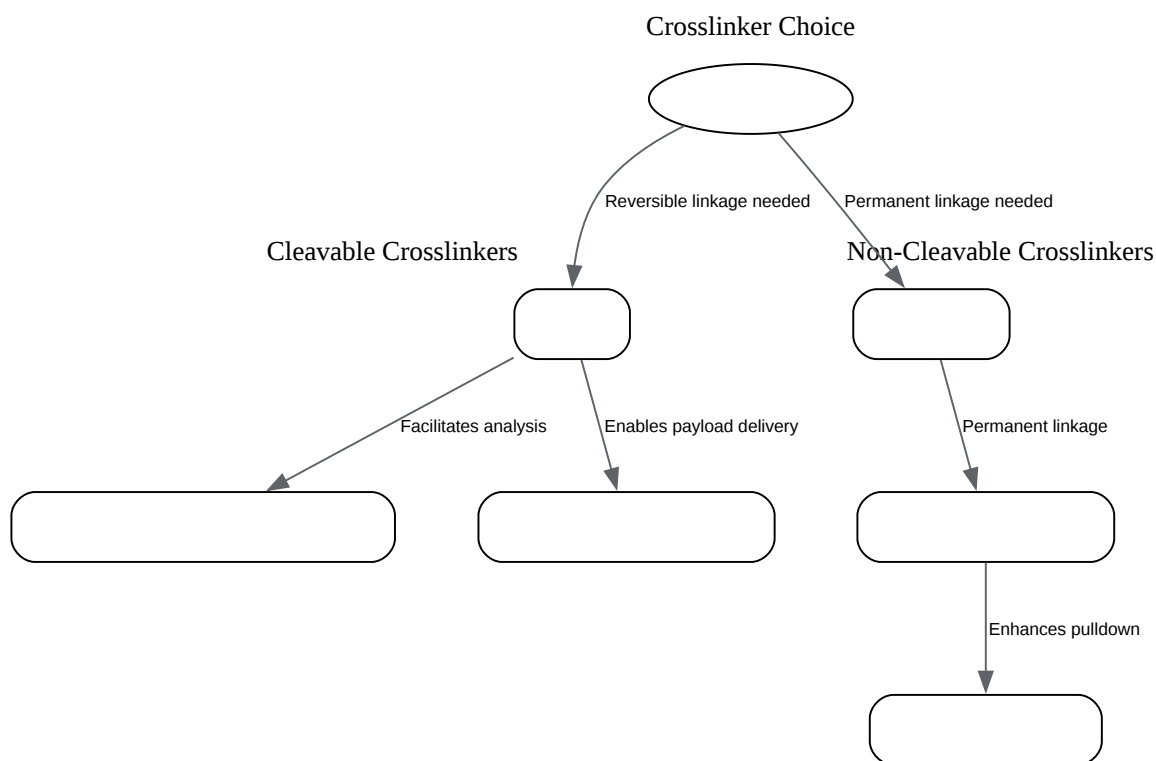 Crosslinker Choice
Reversible linkage needed
Permanent linkage needed
Cleavable Crosslinkers
Non-Cleavable Crosslinkers
Facilitates analysis
Enables payload delivery
Permanent linkage
Enhances pulldown